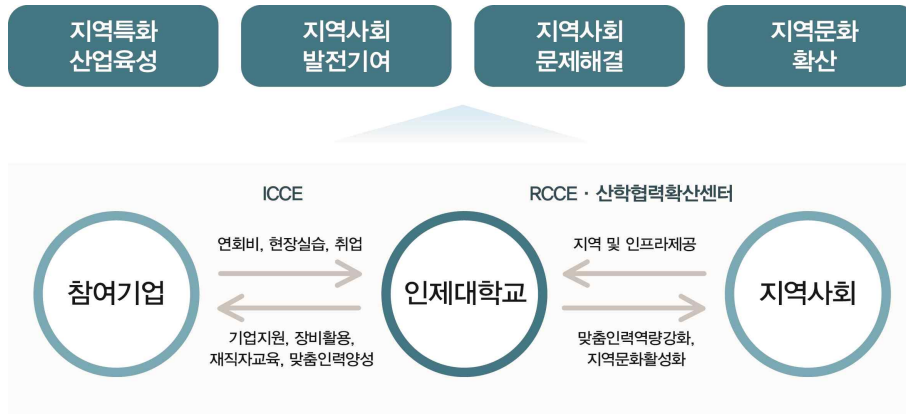 지역특화
산업육성
지역사회
발전기여
지역사회
문제해결
지역문화
확산
ICCE
RCCE · 산학협력확산센터
연회비, 현장실습, 취업
지역 및 인프라제공
참여기업
인제대학교
지역사회
기업지원, 장비활용,
재직자교육, 맞춤인력양성
맞춤인력역량강화,
지역문화활성화